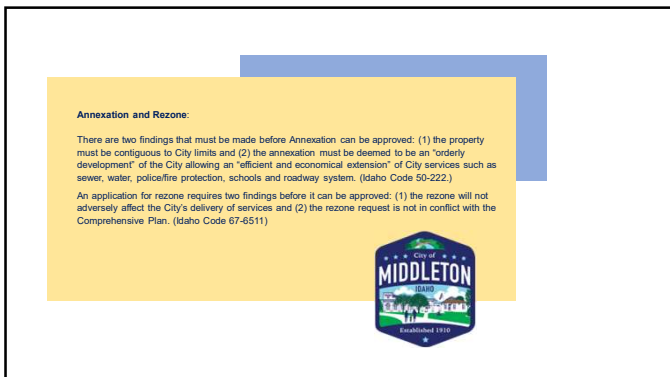 Annexation and Rezone:
There are two findings that must be made before Annexation can be approved: (1) the property
must be contiguous to City limits and (2) the annexation must be deemed to be an "orderly
development" of the City allowing an "efficient and economical extension" of City services such as
sewer, water, police/fire protection, schools and roadway system. (Idaho Code 50-222.)
An application for rezone requires two findings before it can be approved: (1) the rezone will not
adversely affect the City's delivery of services and (2) the rezone request is not in conflict with the
Comprehensive Plan. (Idaho Code 67-6511)
City of
MIDDLETON
IDAHO
Established 1910